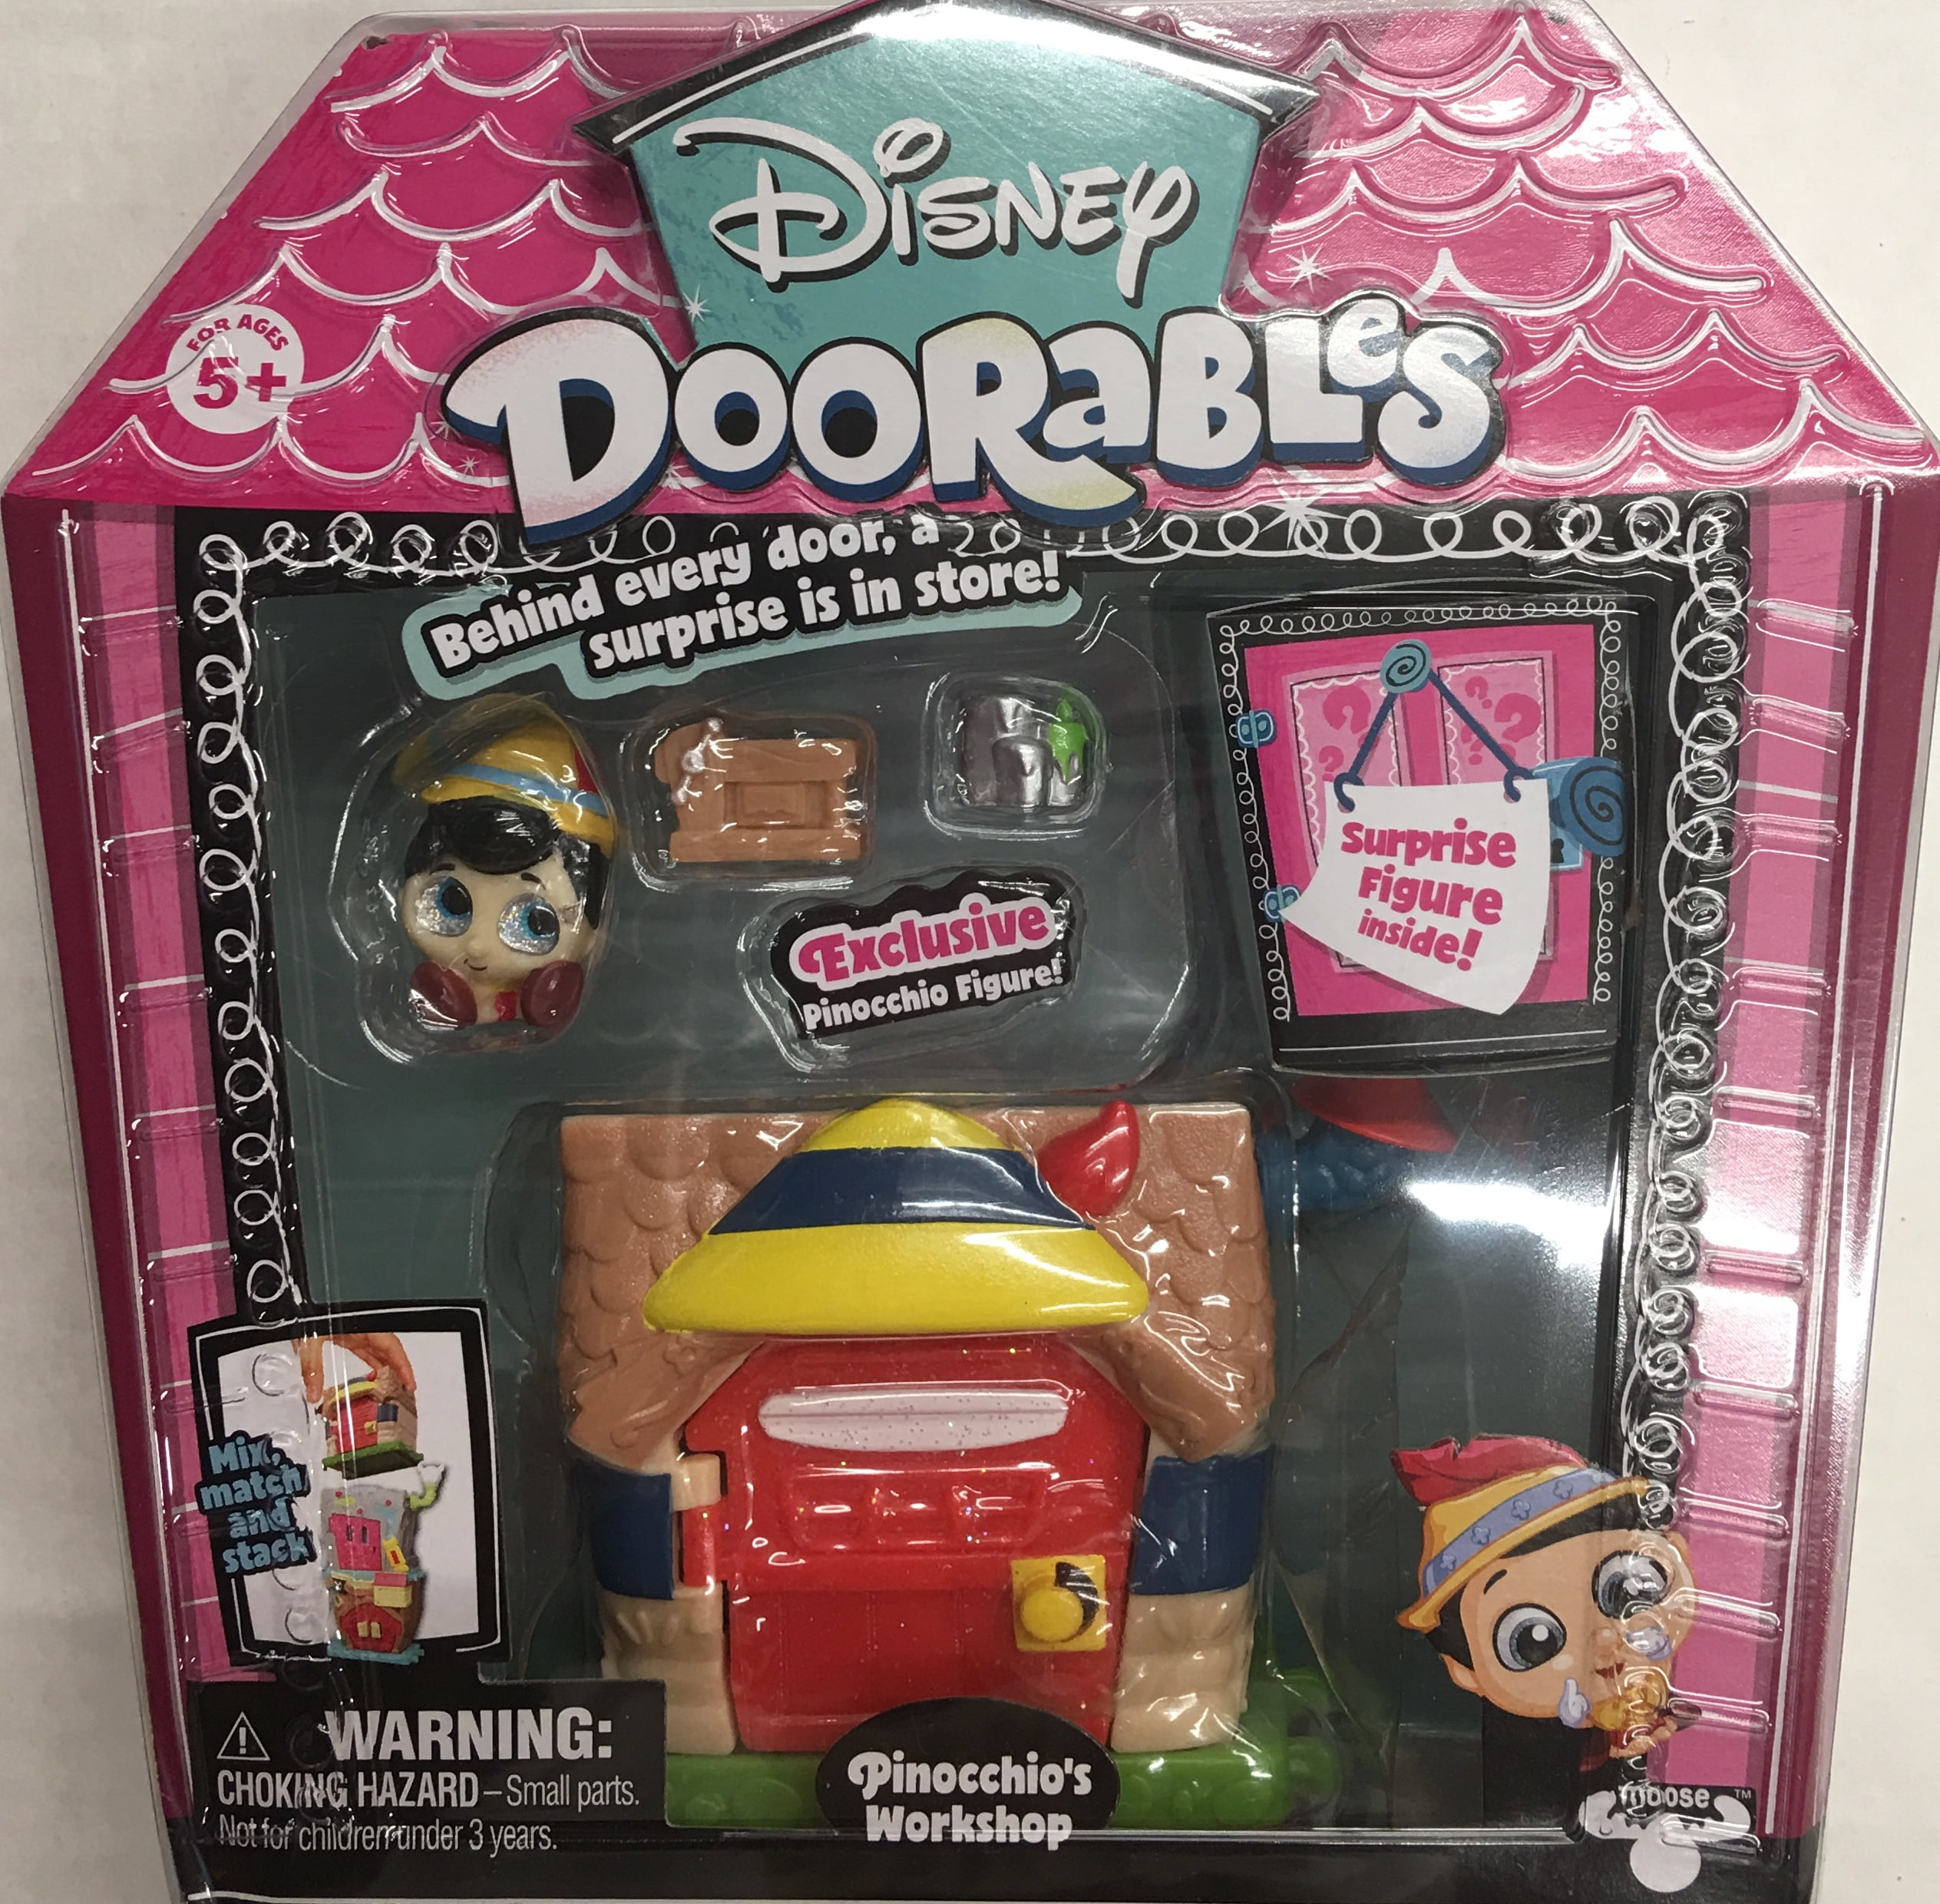 Disney
Doorables
FOR AGES
5+
Behind every door, a
surprise is in store!
Surprise
Figure
inside!
Exclusive
Pinocchio Figure!
Mix,
match
and
stack
WARNING:
CHOKING HAZARD – Small parts.
Not for children under 3 years.
Pinocchio's
Workshop
moose™